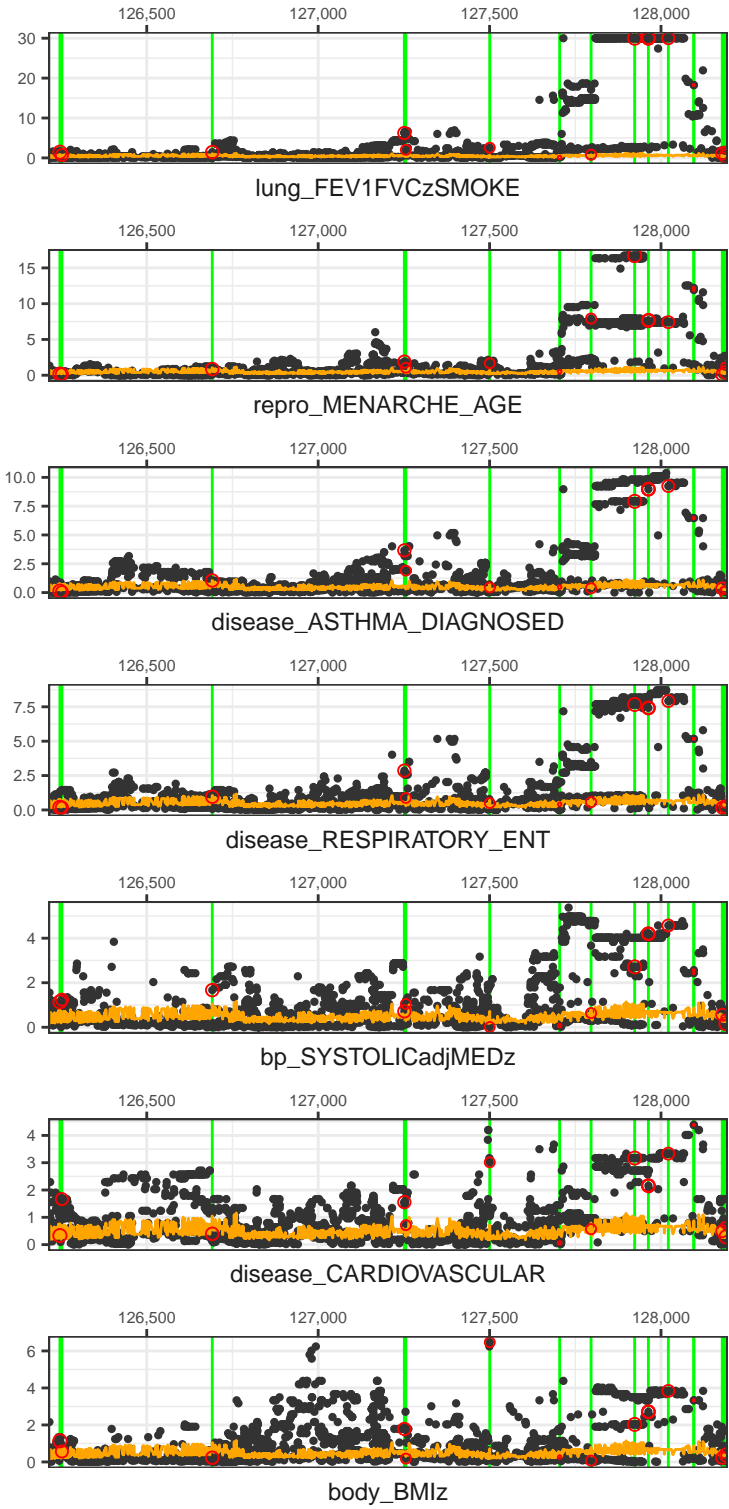 126,500 127,000 127,500 128,000
30
20
10
0
lung_FEV1FVCzSMOKE
126,500 127,000 127,500 128,000
15
10
5
0
repro_MENARCHE_AGE
126,500 127,000 127,500 128,000
10.0
7.5
5.0
2.5
0.0
disease_ASTHMA_DIAGNOSED
126,500 127,000 127,500 128,000
7.5
5.0
2.5
0.0
disease_RESPIRATORY_ENT
126,500 127,000 127,500 128,000
4
2
0
bp_SYSTOLICadjMEDz
126,500 127,000 127,500 128,000
4
3
2
1
0
disease_CARDIOVASCULAR
126,500 127,000 127,500 128,000
6
4
2
0
body_BMIz